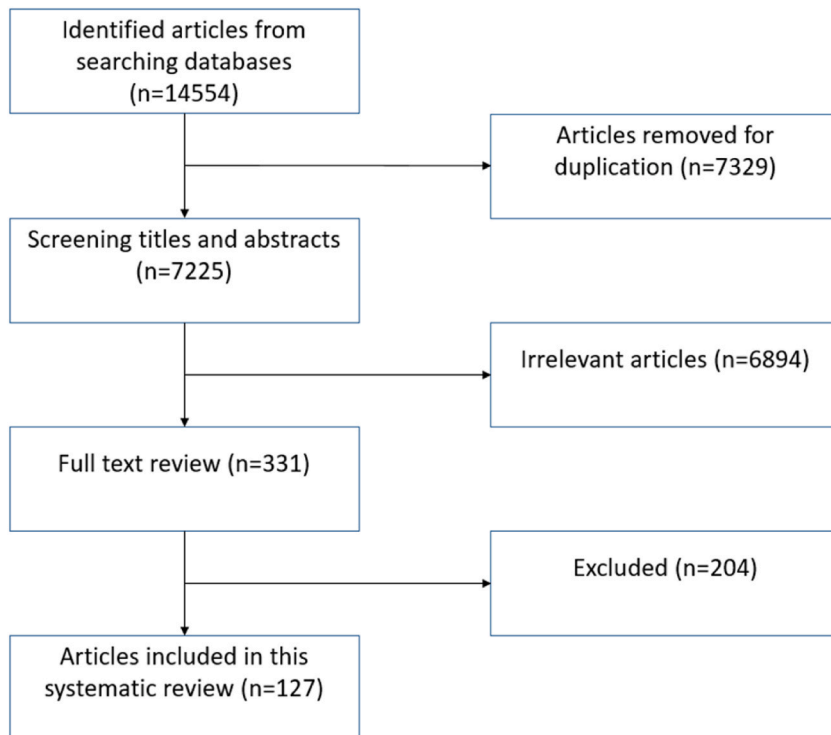 Identified articles from
searching databases
(n=14554)
Articles removed for
duplication (n=7329)
Screening titles and abstracts
(n=7225)
Irrelevant articles (n=6894)
Full text review (n=331)
Excluded (n=204)
Articles included in this
systematic review (n=127)